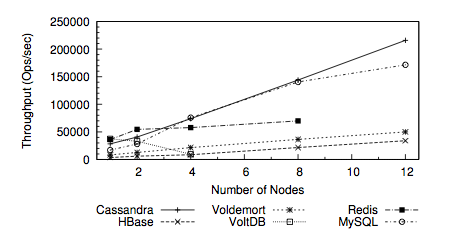 250000
200000
150000
100000
50000
0
Throughput (Ops/sec)
2 4 6 8 10 12
Number of Nodes
Cassandra Voldemort Redis
HBase VoltDB MySQL